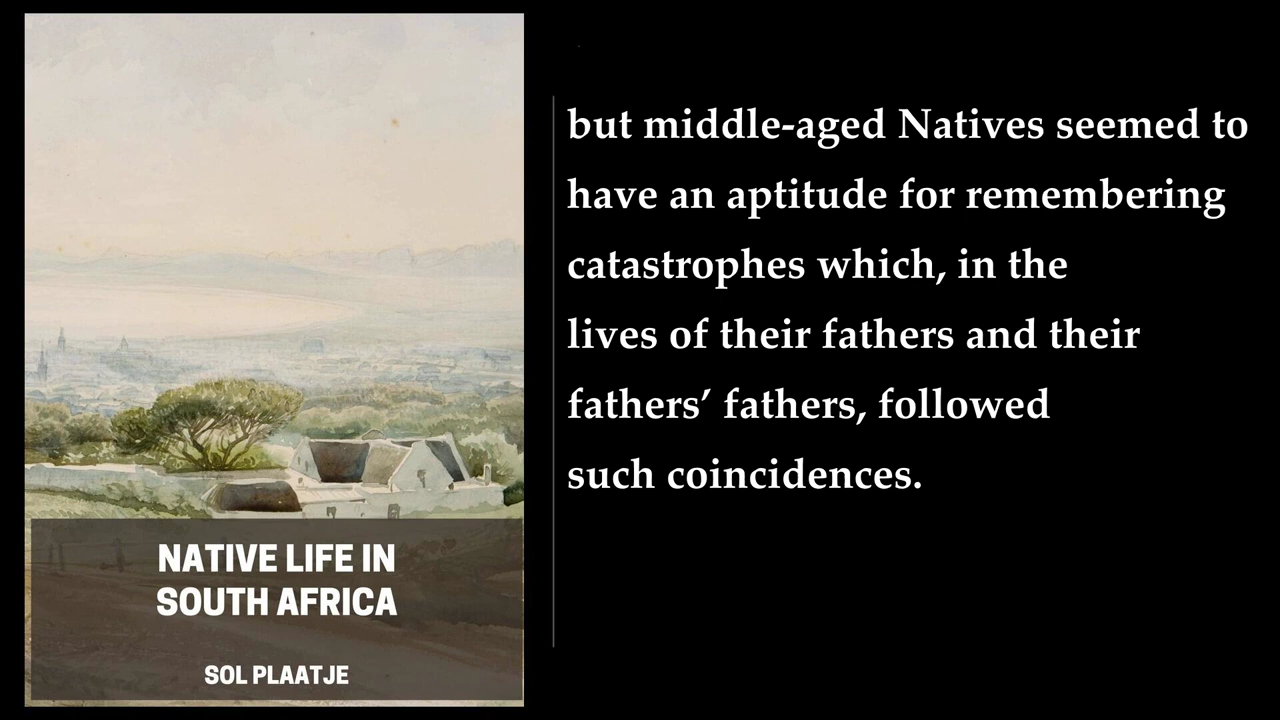 NATIVE LIFE IN
SOUTH AFRICA
SOL PLAATJE
but middle-aged Natives seemed to
have an aptitude for remembering
catastrophes which, in the
lives of their fathers and their
fathers’ fathers, followed
such coincidences.